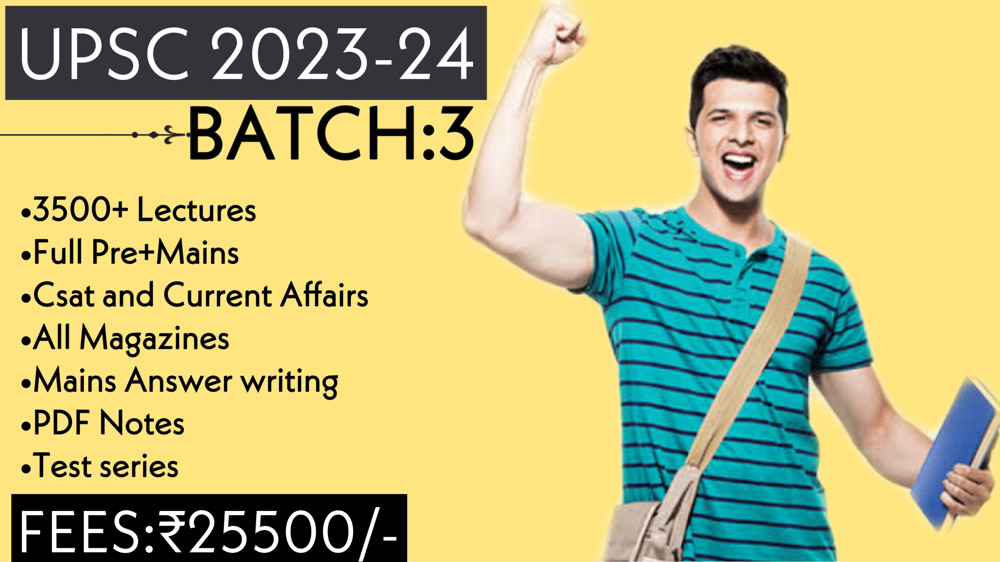 UPSC 2023-24
BATCH:3
•3500+ Lectures
•Full Pre+Mains
•Csat and Current Affairs
•All Magazines
•Mains Answer writing
•PDF Notes
•Test series
FEES:₹25500/-